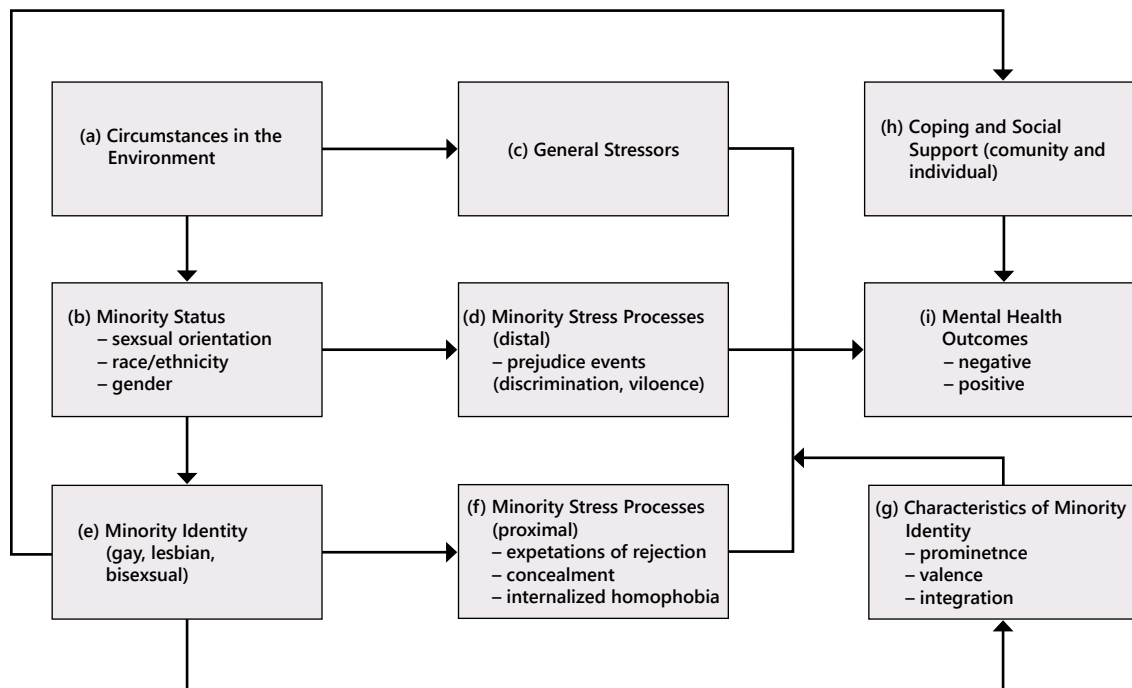 (a) Circumstances in the
Environment
(c) General Stressors
(h) Coping and Social
Support (comunity and
individual)
(b) Minority Status
– sexsual orientation
– race/ethnicity
– gender
(d) Minority Stress Processes
(distal)
– prejudice events
(discrimination, viloence)
(i) Mental Health
Outcomes
– negative
– positive
(e) Minority Identity
(gay, lesbian,
bisexual)
(f) Minority Stress Processes
(proximal)
– expetations of rejection
– concealment
– internalized homophobia
(g) Characteristics of Minority
Identity
– prominetnce
– valence
– integration